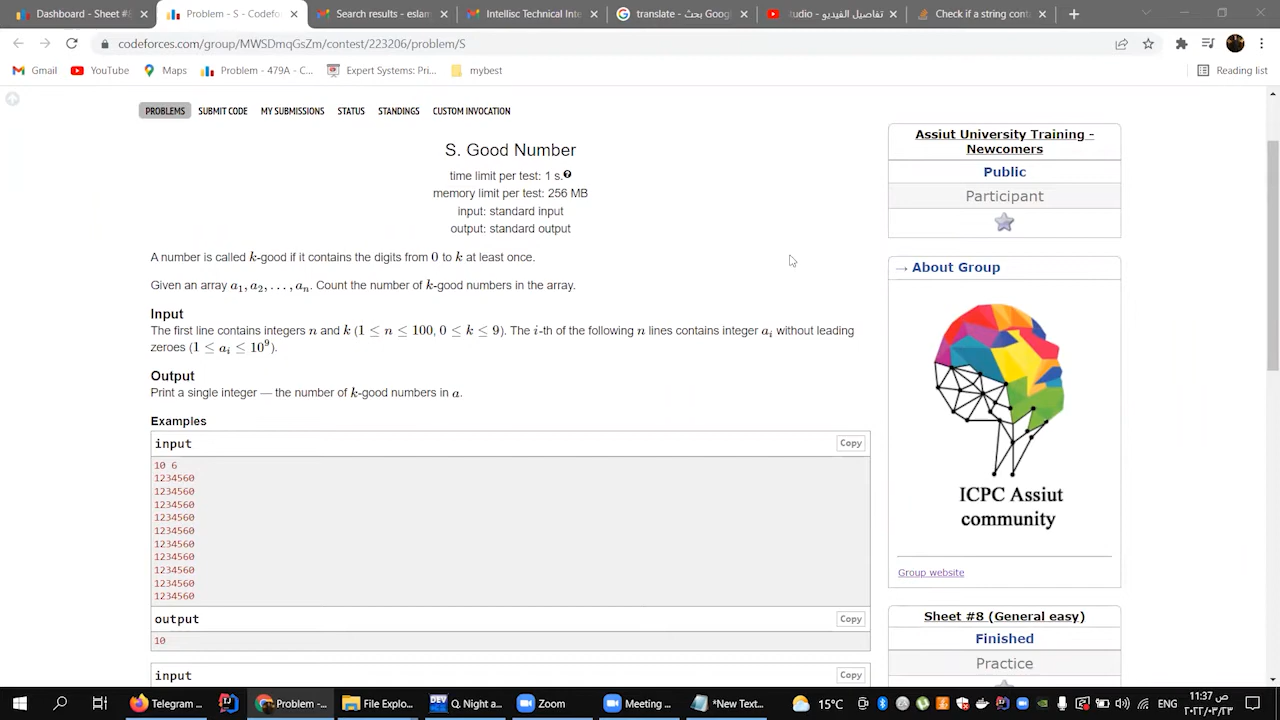 Dashboard - Sheet #8
Problem - S - Codefo
Search results - eslam
Intellisc Technical Inte
translate - بحث Goog
تفاصيل الفيديو - audio
Check if a string cont
codeforces.com/group/MWSDmqGsZm/contest/223206/problem/S
Gmail
YouTube
Maps
Problem - 479A - C...
Expert Systems: Pri...
mybest
Reading list
PROBLEMS
SUBMIT CODE
MY SUBMISSIONS
STATUS
STANDINGS
CUSTOM INVOCATION
S. Good Number
time limit per test: 1 s.
memory limit per test: 256 MB
input: standard input
output: standard output
A number is called k-good if it contains the digits from 0 to k at least once.
Given an array a₁, a₂, . . . , aₙ. Count the number of k-good numbers in the array.
Input
The first line contains integers n and k (1 ≤ n ≤ 100, 0 ≤ k ≤ 9). The i-th of the following n lines contains integer aᵢ without leading
zeroes (1 ≤ aᵢ ≤ 10⁹).
Output
Print a single integer — the number of k-good numbers in a.
Examples
input
Copy
10 6
1234560
1234560
1234560
1234560
1234560
1234560
1234560
1234560
1234560
1234560
output
Copy
10
input
Copy
Assiut University Training -
Newcomers
Public
Participant
→ About Group
ICPC Assiut
community
Group website
Sheet #8 (General easy)
Finished
Practice
Telegram ...
Problem -...
File Explo...
DEV
Q Night a...
Zoom
Meeting ...
*New Text...
15°C
ENG
11:37 ص
٢٠٢٢/٠٣/٢٣